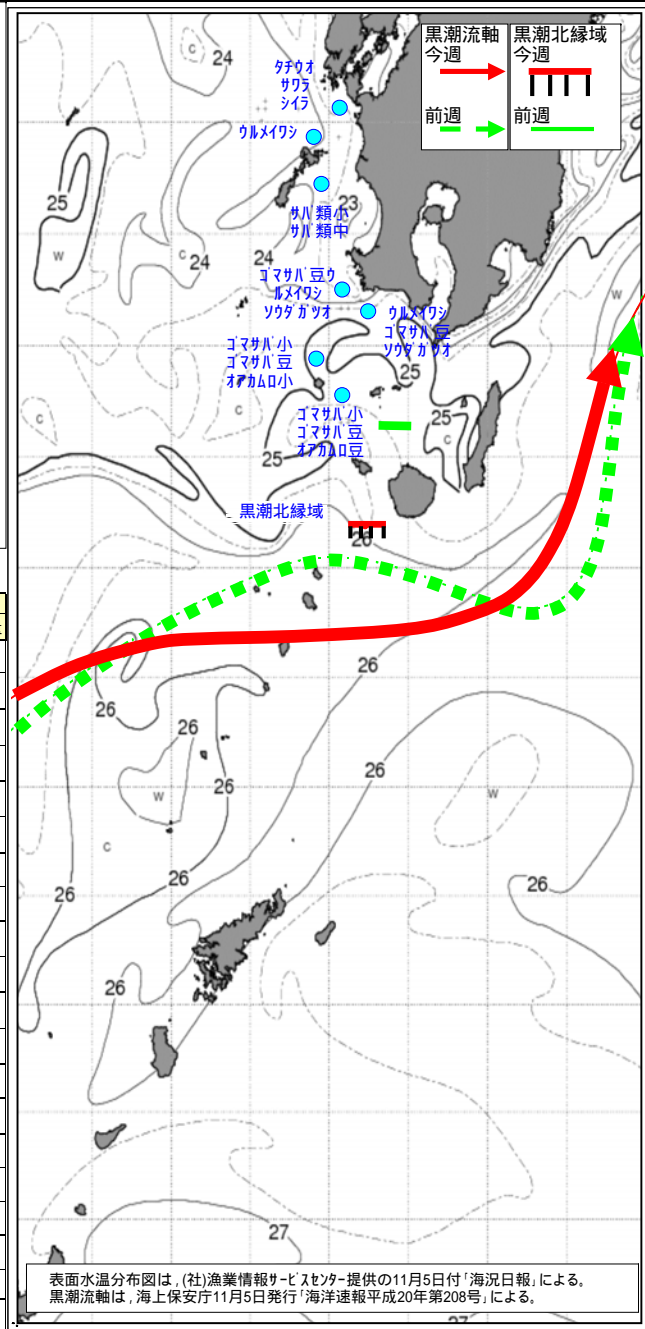 黒潮流軸
今週
前週
黒潮北縁域
今週
前週
24
C
ﾀﾁｳｵ
ｻﾜﾗ
ｼｲﾗ
ｳﾙﾒｲﾜｼ
25
W
23
ｻﾊﾞ類小
ｻﾊﾞ類中
24
C
24
ｺﾞﾏｻﾊﾞ豆ｳ
ﾙﾒｲﾜｼ
ｿｳﾀﾞｶﾞﾂｵ
W
ｳﾙﾒｲﾜｼ
ｺﾞﾏｻﾊﾞ豆
ｿｳﾀﾞｶﾞﾂｵ
ｺﾞﾏｻﾊﾞ小
ｺﾞﾏｻﾊﾞ豆
ｵｱｶﾑﾛ小
25
C
C
25
C
ｺﾞﾏｻﾊﾞ小
ｺﾞﾏｻﾊﾞ豆
ｵｱｶﾑﾛ豆
25
黒潮北縁域
26
26
26
26
26
26
W
W
C
26
26
26
26
27
表面水温分布図は，(社)漁業情報ｻｰﾋﾞｽｾﾝﾀｰ提供の11月5日付「海況日報」による。
黒潮流軸は，海上保安庁11月5日発行「海洋速報平成20年第208号」による。
27